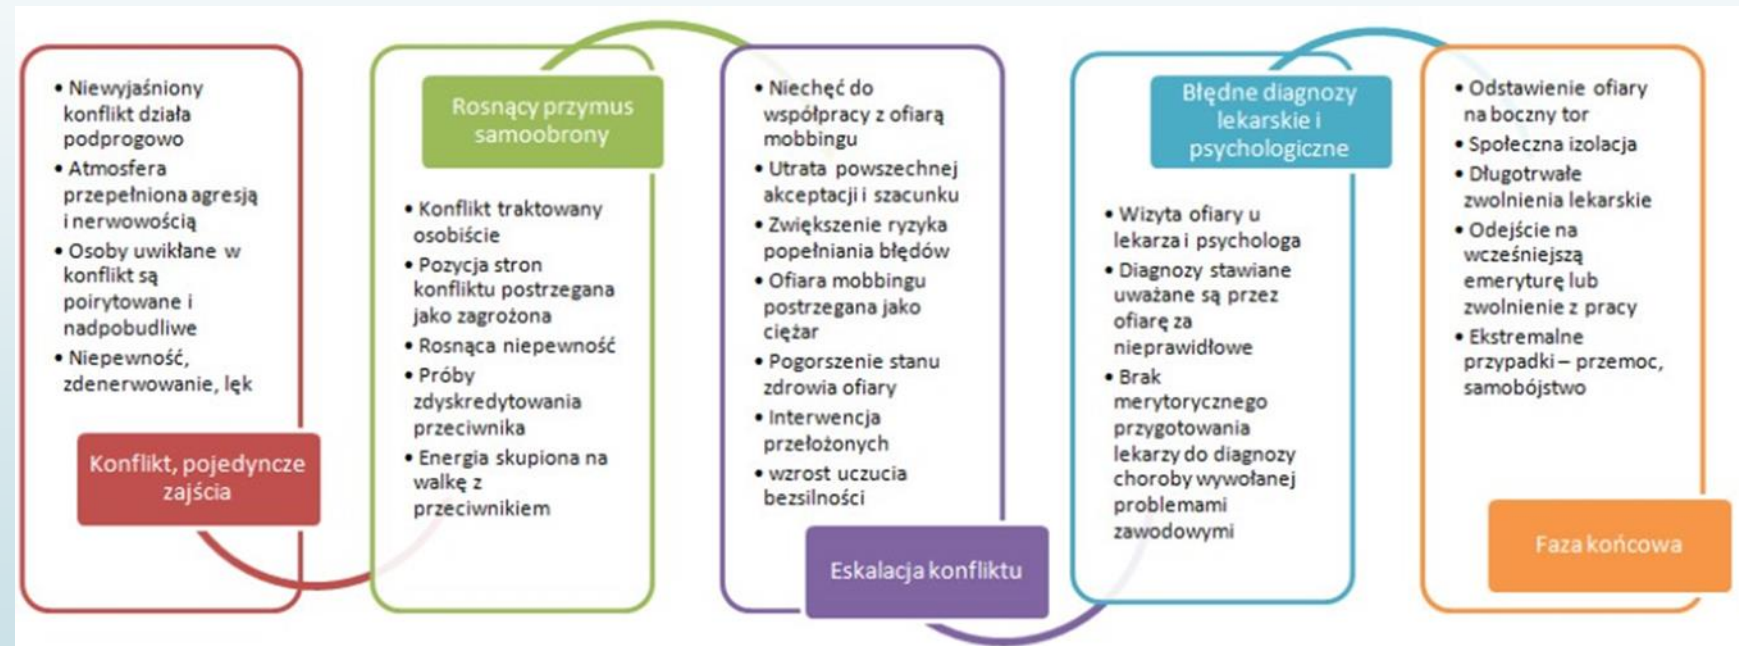 • Niewyjaśniony
konflikt działa
podprogowo
• Atmosfera
przepełniona agresją
i nerwowością
• Osoby uwikłane w
konflikt są
poirytowane i
nadpobudliwe
• Niepewność,
zdenerwowanie, lęk
Konflikt, pojedyncze
zajścia
Rosnący przymus
samoobrony
• Konflikt traktowany
osobiście
• Pozycja stron
konfliktu postrzegana
jako zagrożona
• Rosnąca niepewność
• Próby
zdyskredytowania
przeciwnika
• Energia skupiona na
walkę z
przeciwnikiem
• Niechęć do
współpracy z ofiarą
mobbingu
• Utrata powszechnej
akceptacji i szacunku
• Zwiększenie ryzyka
popełniania błędów
• Ofiara mobbingu
postrzegana jako
ciężar
• Pogorszenie stanu
zdrowia ofiary
• Interwencja
przełożonych
• wzrost uczucia
bezsilności
Eskalacja konfliktu
Błędne diagnozy
lekarskie i
psychologiczne
• Wizyta ofiary u
lekarza i psychologa
• Diagnozy stawiane
uważane są przez
ofiarę za
nieprawidłowe
• Brak
merytorycznego
przygotowania
lekarzy do diagnozy
choroby wywołanej
problemami
zawodowymi
• Odstawienie ofiary
na boczny tor
• Społeczna izolacja
• Długotrwałe
zwolnienia lekarskie
• Odejście na
wcześniejszą
emeryturę lub
zwolnienie z pracy
• Ekstremalne
przypadki – przemoc,
samobójstwo
Faza końcowa